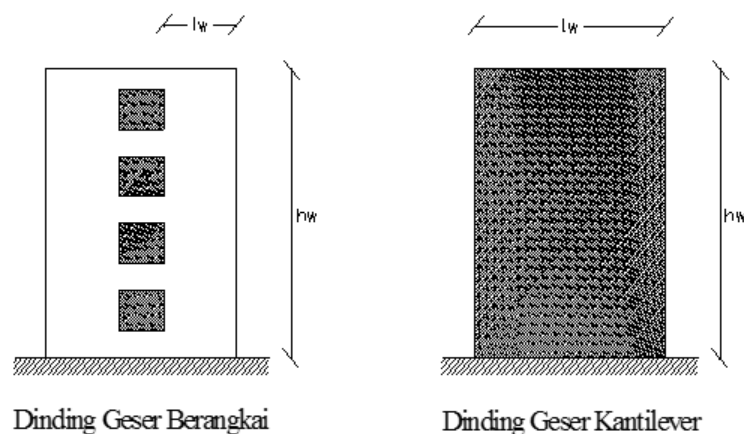 lw
lw
hw
hw
Dinding Geser Berangkai
Dinding Geser Kantilever